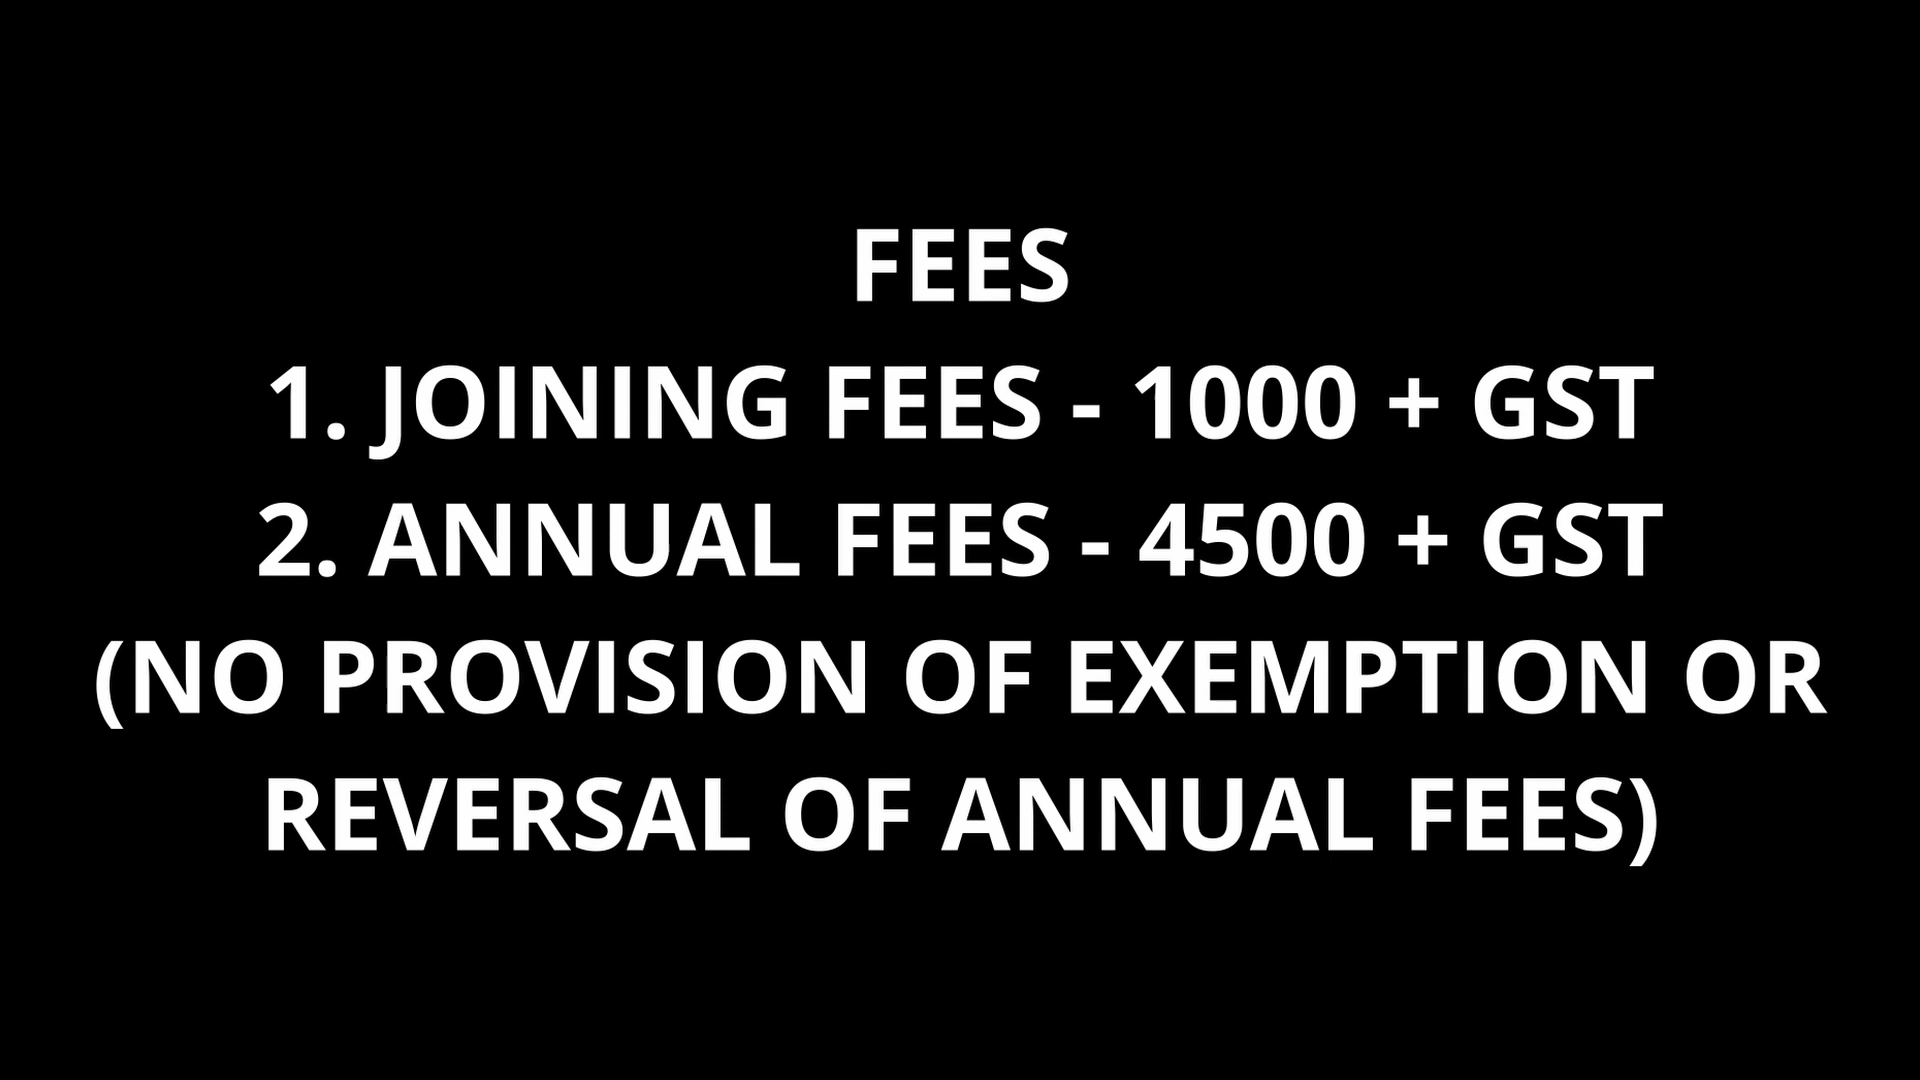 FEES
1. JOINING FEES - 1000 + GST
2. ANNUAL FEES - 4500 + GST
(NO PROVISION OF EXEMPTION OR
REVERSAL OF ANNUAL FEES)